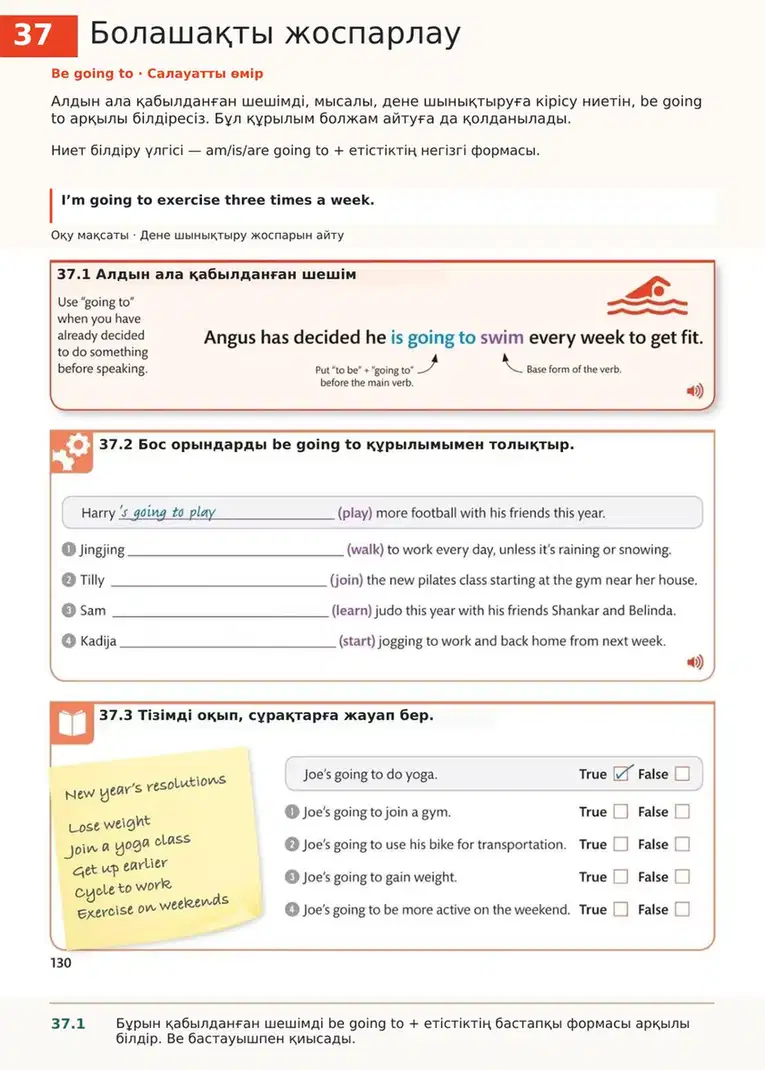 37 Болашақты жоспарлау
Be going to · Салауатты өмір
Алдын ала қабылданған шешімді, мысалы, дене шынықтыруға кірісу ниетін, be going
to арқылы білдіресіз. Бұл құрылым болжам айтуға да қолданылады.
Ниет білдіру үлгісі — am/is/are going to + етістіктің негізгі формасы.
I’m going to exercise three times a week.
Оқу мақсаты · Дене шынықтыру жоспарын айту
37.1 Алдын ала қабылданған шешім
Use “going to”
when you have
already decided
to do something
before speaking.
Angus has decided he is going to swim every week to get fit.
Put “to be” + “going to”
before the main verb.
Base form of the verb.
37.2 Бос орындарды be going to құрылымымен толықтыр.
Harry ’s going to play (play) more football with his friends this year.
1 Jingjing (walk) to work every day, unless it’s raining or snowing.
2 Tilly (join) the new pilates class starting at the gym near her house.
3 Sam (learn) judo this year with his friends Shankar and Belinda.
4 Kadija (start) jogging to work and back home from next week.
37.3 Тізімді оқып, сұрақтарға жауап бер.
New year’s resolutions
Lose weight
Join a yoga class
Get up earlier
Cycle to work
Exercise on weekends
Joe’s going to do yoga. True False
1 Joe’s going to join a gym. True False
2 Joe’s going to use his bike for transportation. True False
3 Joe’s going to gain weight. True False
4 Joe’s going to be more active on the weekend. True False
130
37.1 Бұрын қабылданған шешімді be going to + етістіктің бастапқы формасы арқылы
білдір. Be бастауышпен қиысады.